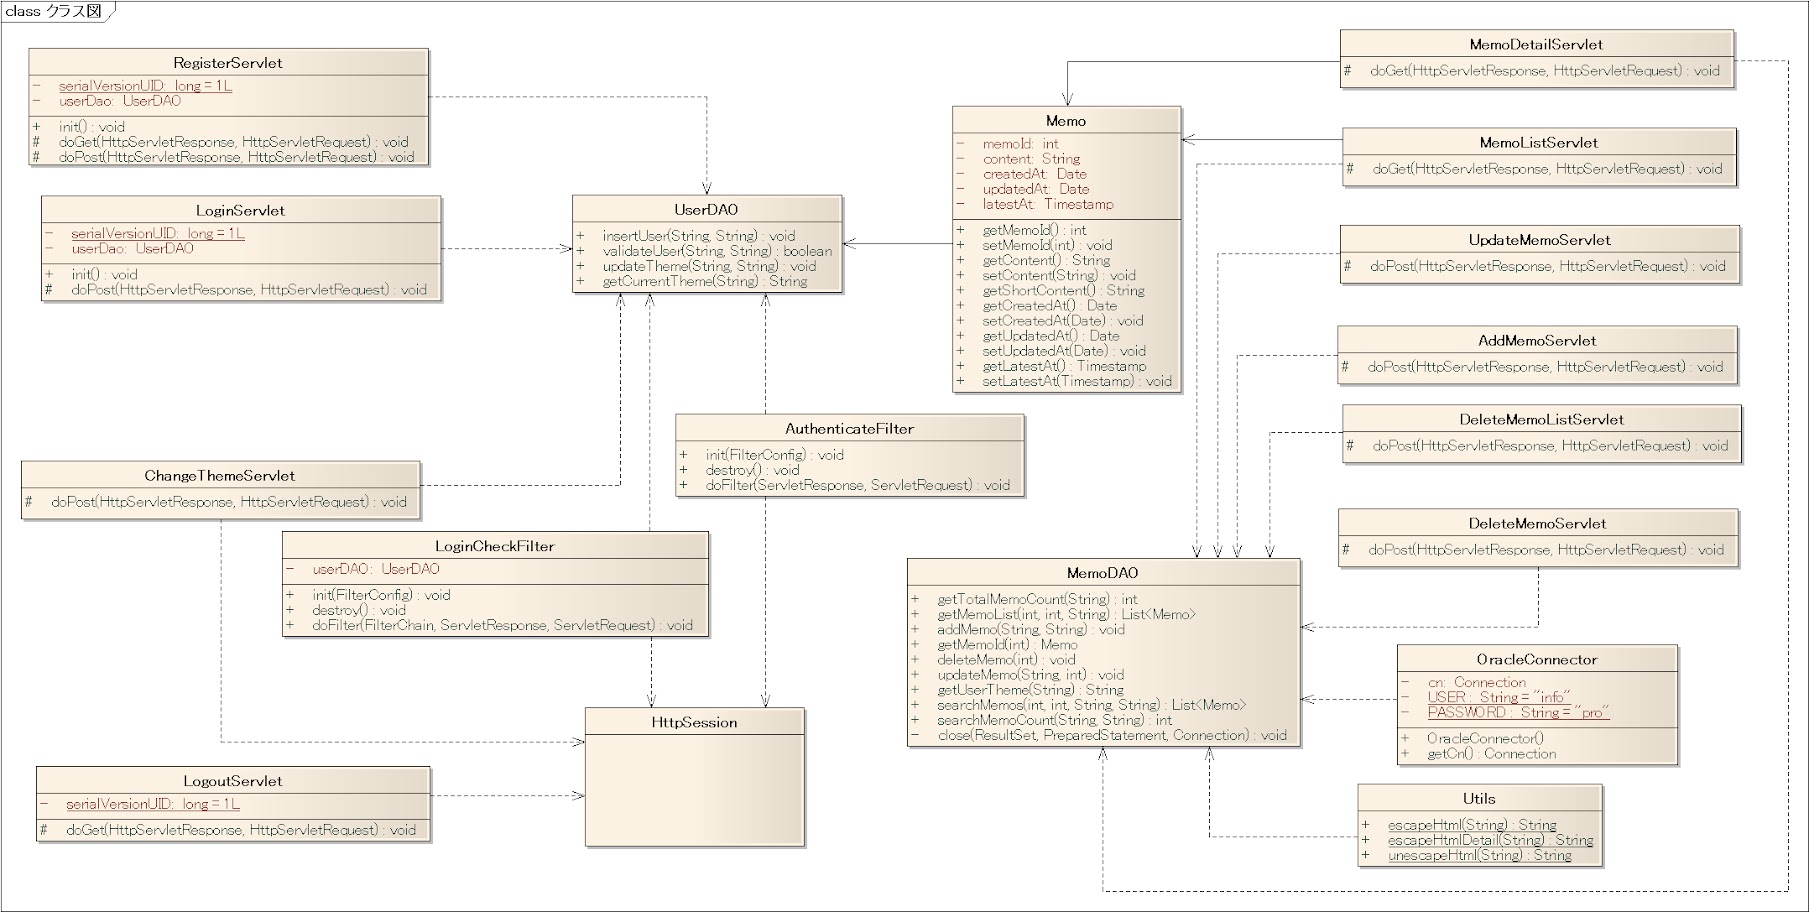 class クラス図
RegisterServlet
- serialVersionUID: long = 1L
- userDao: UserDAO
+ init() : void
# doGet(HttpServletResponse, HttpServletRequest) : void
# doPost(HttpServletResponse, HttpServletRequest) : void
LoginServlet
- serialVersionUID: long = 1L
- userDao: UserDAO
+ init() : void
# doPost(HttpServletResponse, HttpServletRequest) : void
UserDAO
+ insertUser(String, String) : void
+ validateUser(String, String) : boolean
+ updateTheme(String, String) : void
+ getCurrentTheme(String) : String
Memo
- memoId: int
- content: String
- createdAt: Date
- updatedAt: Date
- latestAt: Timestamp
+ getMemoId() : int
+ setMemoId(int) : void
+ getContent() : String
+ setContent(String) : void
+ getShortContent() : String
+ getCreatedAt() : Date
+ setCreatedAt(Date) : void
+ getUpdatedAt() : Date
+ setUpdatedAt(Date) : void
+ getLatestAt() : Timestamp
+ setLatestAt(Timestamp) : void
MemoDetailServlet
# doGet(HttpServletResponse, HttpServletRequest) : void
MemoListServlet
# doGet(HttpServletResponse, HttpServletRequest) : void
UpdateMemoServlet
# doPost(HttpServletResponse, HttpServletRequest) : void
AddMemoServlet
# doPost(HttpServletResponse, HttpServletRequest) : void
DeleteMemoListServlet
# doPost(HttpServletResponse, HttpServletRequest) : void
DeleteMemoServlet
# doPost(HttpServletResponse, HttpServletRequest) : void
AuthenticateFilter
+ init(FilterConfig) : void
+ destroy() : void
+ doFilter(ServletResponse, ServletRequest) : void
ChangeThemeServlet
# doPost(HttpServletResponse, HttpServletRequest) : void
LoginCheckFilter
- userDAO: UserDAO
+ init(FilterConfig) : void
+ destroy() : void
+ doFilter(FilterChain, ServletResponse, ServletRequest) : void
MemoDAO
+ getTotalMemoCount(String) : int
+ getMemoList(int, int, String) : List<Memo>
+ addMemo(String, String) : void
+ getMemoId(int) : Memo
+ deleteMemo(int) : void
+ updateMemo(String, int) : void
+ getUserTheme(String) : String
+ searchMemos(int, int, String, String) : List<Memo>
+ searchMemoCount(String, String) : int
- close(ResultSet, PreparedStatement, Connection) : void
OracleConnector
- cn: Connection
- USER : String = "info"
- PASSWORD : String = "pro"
+ OracleConnector()
+ getCn() : Connection
HttpSession
LogoutServlet
- serialVersionUID: long = 1L
# doGet(HttpServletResponse, HttpServletRequest) : void
Utils
+ escapeHtml(String) : String
+ escapeHtmlDetail(String) : String
+ unescapeHtml(String) : String